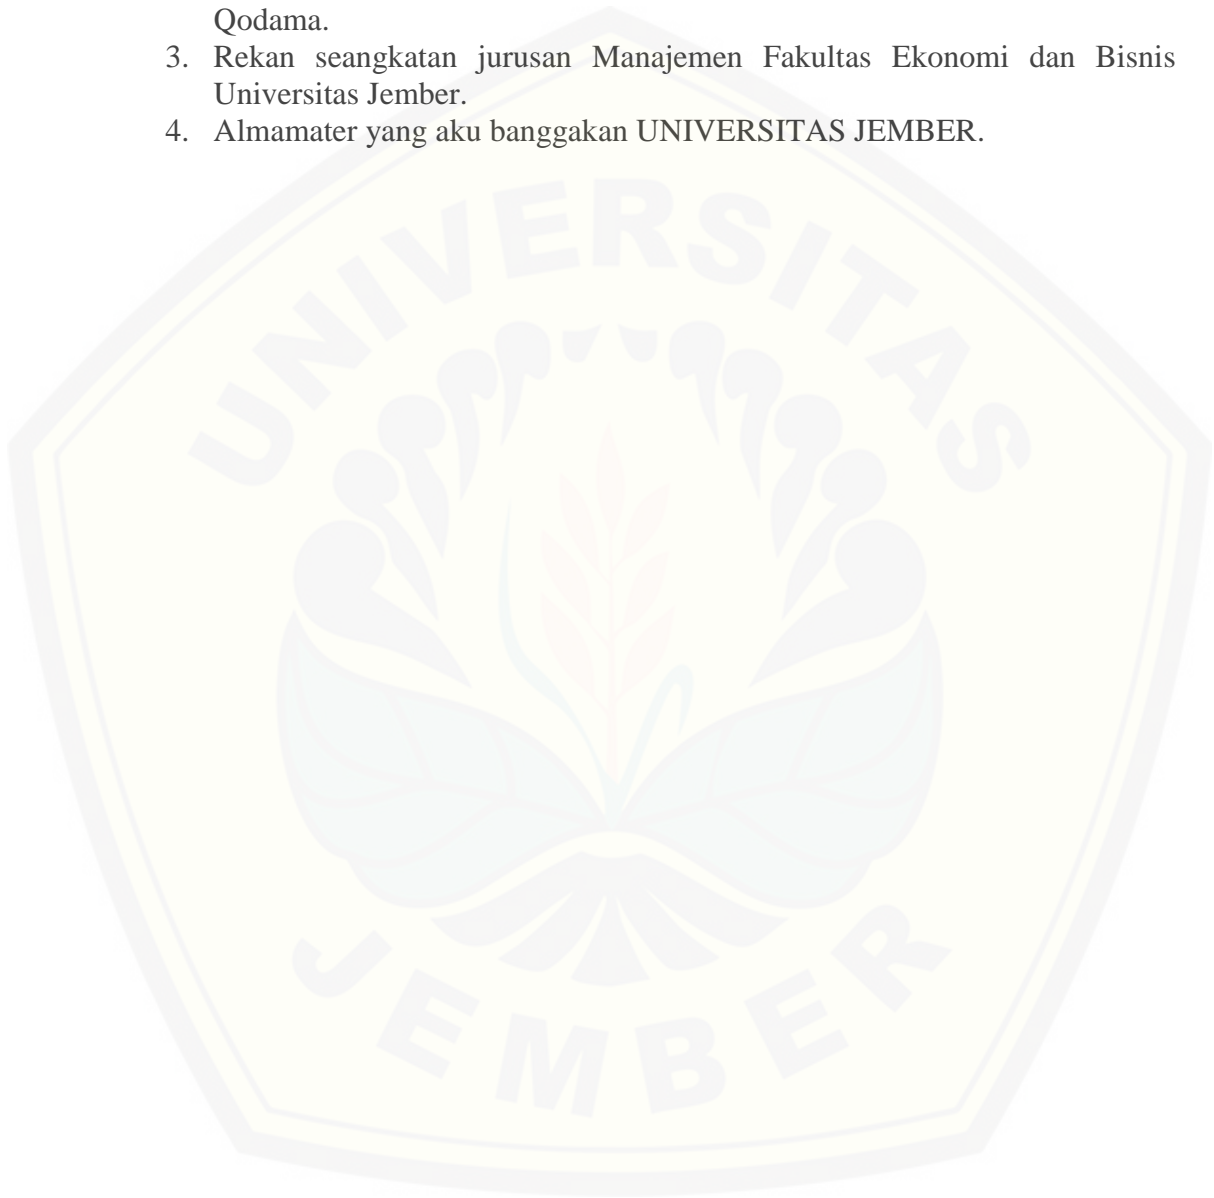 Qodama.
3. Rekan seangkatan jurusan Manajemen Fakultas Ekonomi dan Bisnis
Universitas Jember.
4. Almamater yang aku banggakan UNIVERSITAS JEMBER.
UNIVERSITAS
JEMBER